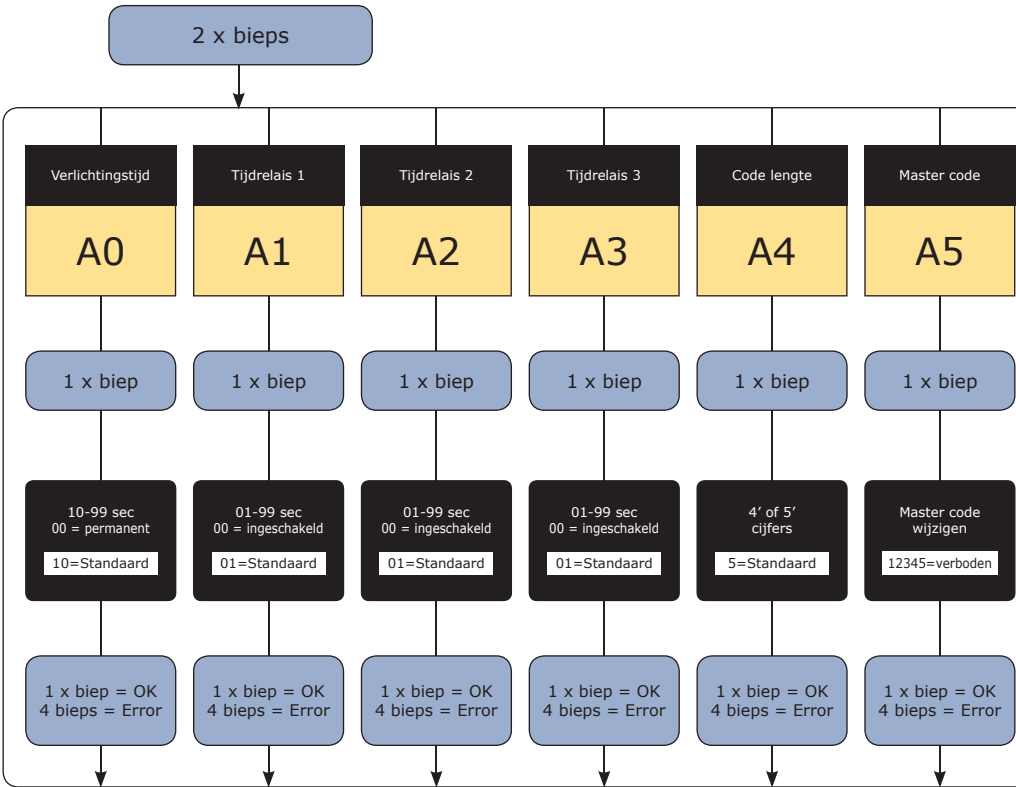 2 x bieps
Verlichtingstijd
Tijdrelais 1
Tijdrelais 2
Tijdrelais 3
Code lengte
Master code
A0
A1
A2
A3
A4
A5
1 x biep
1 x biep
1 x biep
1 x biep
1 x biep
1 x biep
10-99 sec
00 = permanent
10=Standaard
01-99 sec
00 = ingeschakeld
01=Standaard
01-99 sec
00 = ingeschakeld
01=Standaard
01-99 sec
00 = ingeschakeld
01=Standaard
4’ of 5’
cijfers
5=Standaard
Master code
wijzigen
12345=verboden
1 x biep = OK
4 bieps = Error
1 x biep = OK
4 bieps = Error
1 x biep = OK
4 bieps = Error
1 x biep = OK
4 bieps = Error
1 x biep = OK
4 bieps = Error
1 x biep = OK
4 bieps = Error